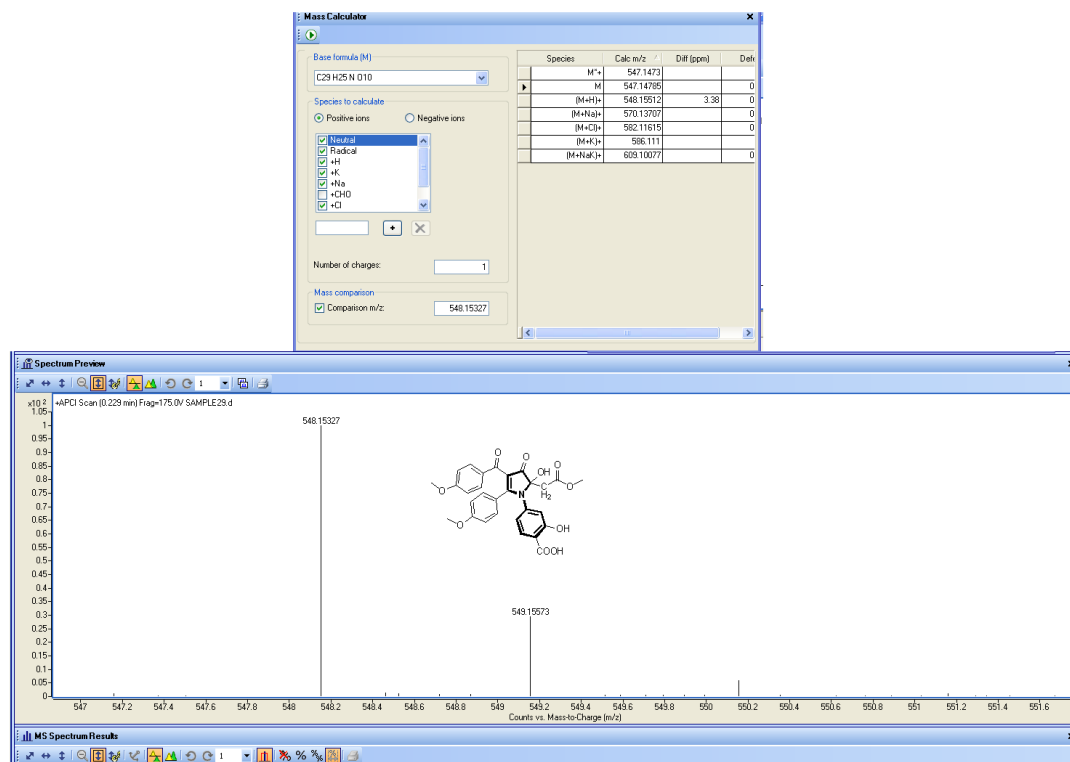 Mass Calculator
Base formula (M)
C29 H25 N O10
Species to calculate
Positive ions
Negative ions
Neutral
Radical
+H
+K
+Na
+CHO
+Cl
+
Number of charges:
1
Mass comparison
Comparison m/z:
548.15327
Species Calc m/z Diff (ppm)
M*+ 547.1473
M 547.14785 0
(M+H)+ 548.15512 3.38 0
(M+Na)+ 570.13707 0
(M+Cl)+ 582.11615 0
(M+K)+ 586.111
(M+NaK)+ 609.10077 0
Spectrum Preview
1
x10 2
+APCI Scan (0.229 min) Frag=175.0V SAMPLE29.d
1.05
1
0.95
0.9
0.85
0.8
0.75
0.7
0.65
0.6
0.55
0.5
0.45
0.4
0.35
0.3
0.25
0.2
0.15
0.1
0.05
0
548.15327
549.15573
O
O
OH
O
O
O
C
H2
N
O
OH
COOH
547 547.2 547.4 547.6 547.8 548 548.2 548.4 548.6 548.8 549 549.2 549.4 549.6 549.8 550 550.2 550.4 550.6 550.8 551 551.2 551.4 551.6
Counts vs. Mass-to-Charge (m/z)
MS Spectrum Results
1